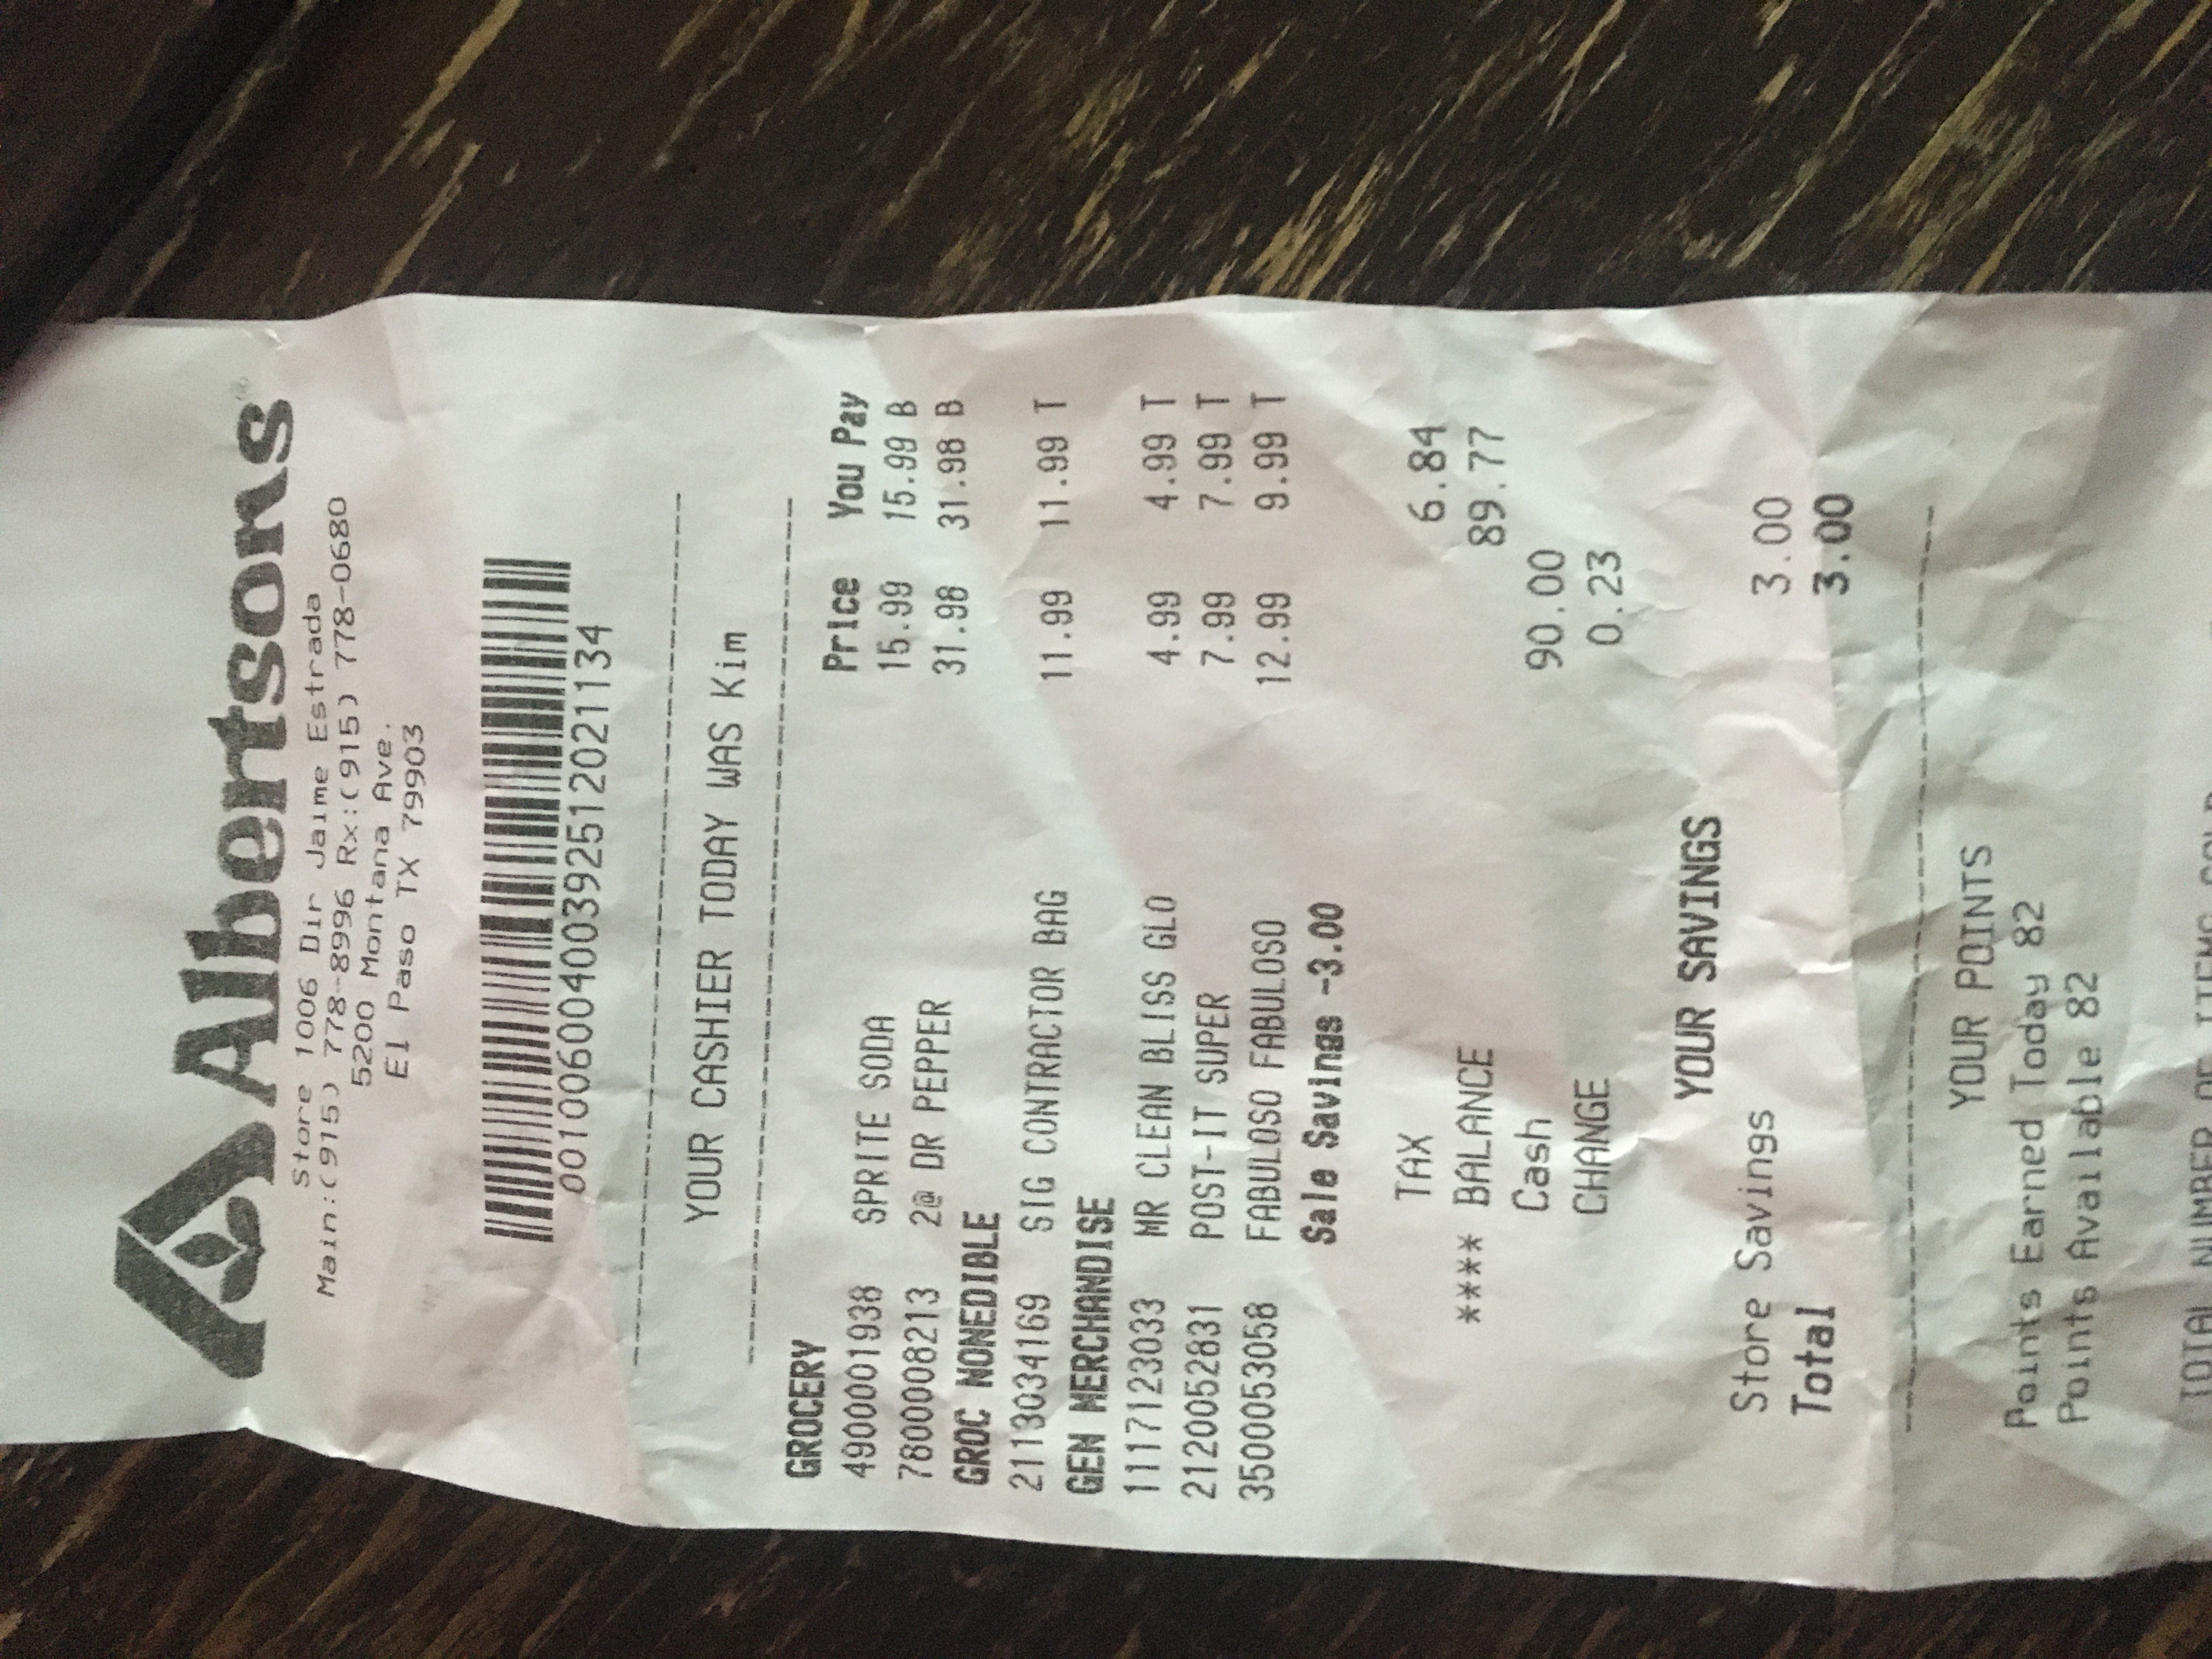 Albertsons
Store 1006 Dir Jaime Estrada
Main:(915) 778-8996 Rx:(915) 778-0680
5200 Montana Ave.
El Paso TX 79903
00100600400392512021134
YOUR CASHIER TODAY WAS Kim
Price You Pay
GROCERY
4900001938 SPRITE SODA 15.99 15.99 B
7800008213 2@ DR PEPPER 31.98 31.98 B
GROC NONEDIBLE
2113034169 SIG CONTRACTOR BAG 11.99 11.99 T
GEN MERCHANDISE
1117123033 MR CLEAN BLISS GLO 4.99 4.99 T
2120052831 POST-IT SUPER 7.99 7.99 T
3500053058 FABULOSO FABULOSO 12.99 9.99 T
Sale Savings -3.00
TAX 6.84
**** BALANCE 89.77
Cash 90.00
CHANGE 0.23
YOUR SAVINGS
Store Savings 3.00
Total 3.00
YOUR POINTS
Points Earned Today 82
Points Available 82
TOTAL NUMBER OF ITEMS SOLD